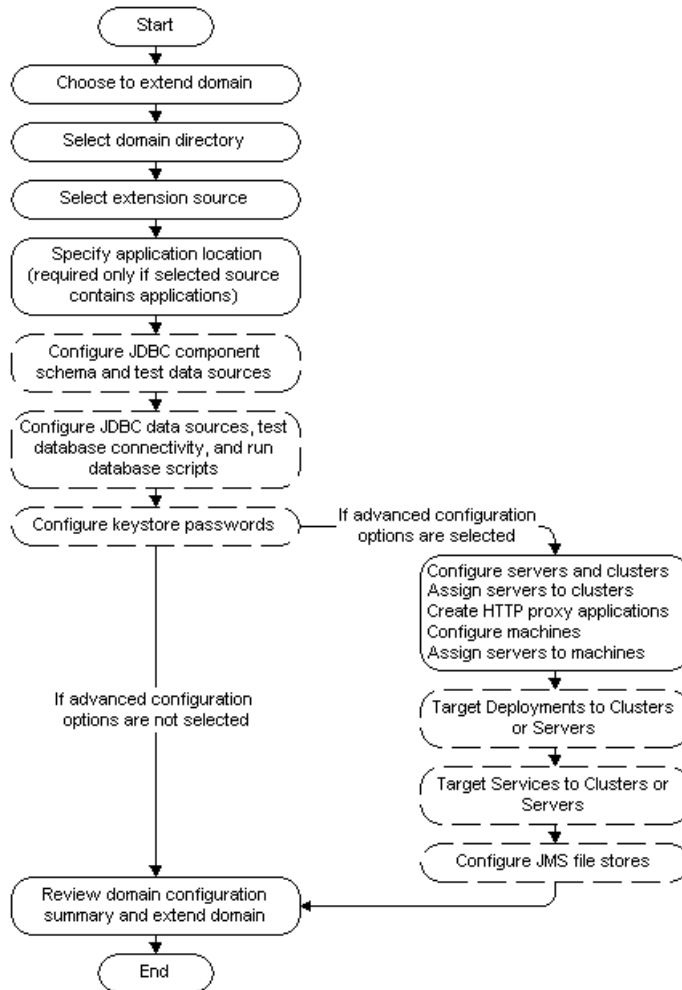 Start
Choose to extend domain
Select domain directory
Select extension source
Specify application location
(required only if selected source
contains applications)
Configure JDBC component
schema and test data sources
Configure JDBC data sources, test
database connectivity, and run
database scripts
Configure keystore passwords
If advanced configuration
options are selected
Configure servers and clusters
Assign servers to clusters
Create HTTP proxy applications
Configure machines
Assign servers to machines
If advanced configuration
options are not selected
Target Deployments to Clusters
or Servers
Target Services to Clusters or
Servers
Configure JMS file stores
Review domain configuration
summary and extend domain
End